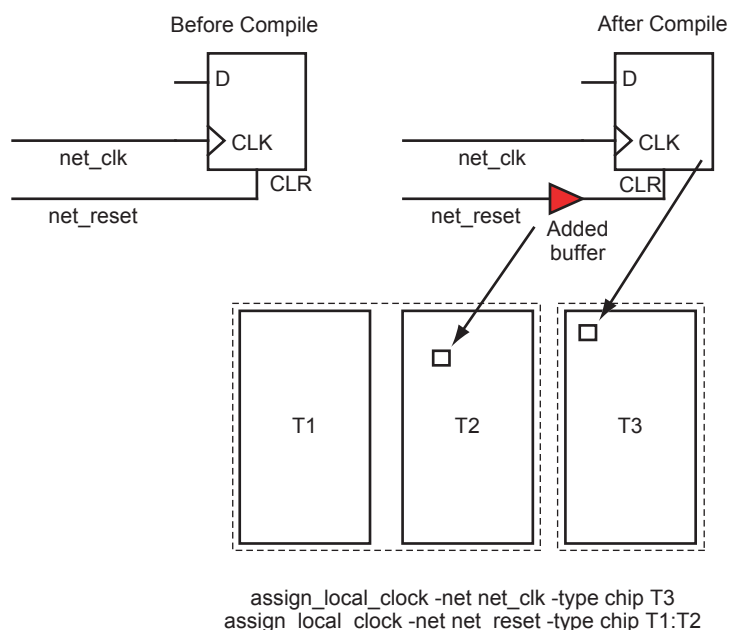 Before Compile
After Compile
D
D
CLK
CLK
net_clk
net_clk
CLR
CLR
net_reset
net_reset
Added
buffer
T1
T2
T3
assign_local_clock -net net_clk -type chip T3
assign_local_clock -net net_reset -type chip T1:T2